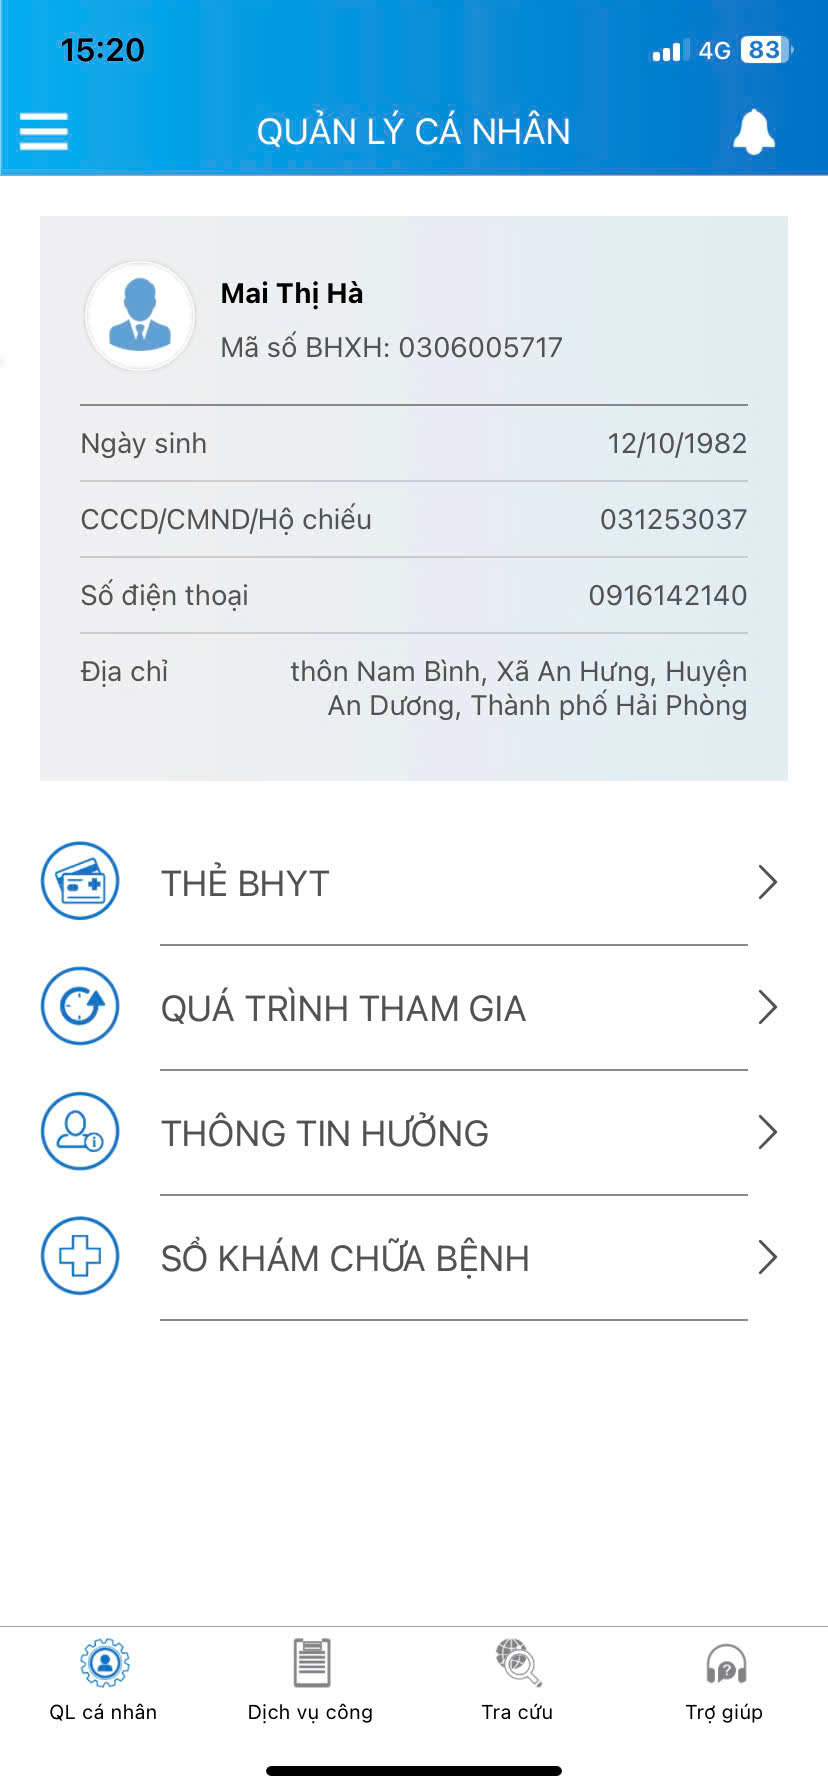 15:20
4G 83
QUẢN LÝ CÁ NHÂN
Mai Thị Hà
Mã số BHXH: 0306005717
Ngày sinh 12/10/1982
CCCD/CMND/Hộ chiếu 031253037
Số điện thoại 0916142140
Địa chỉ thôn Nam Bình, Xã An Hưng, Huyện
An Dương, Thành phố Hải Phòng
THẺ BHYT
QUÁ TRÌNH THAM GIA
THÔNG TIN HƯỞNG
SỔ KHÁM CHỮA BỆNH
QL cá nhân Dịch vụ công Tra cứu Trợ giúp